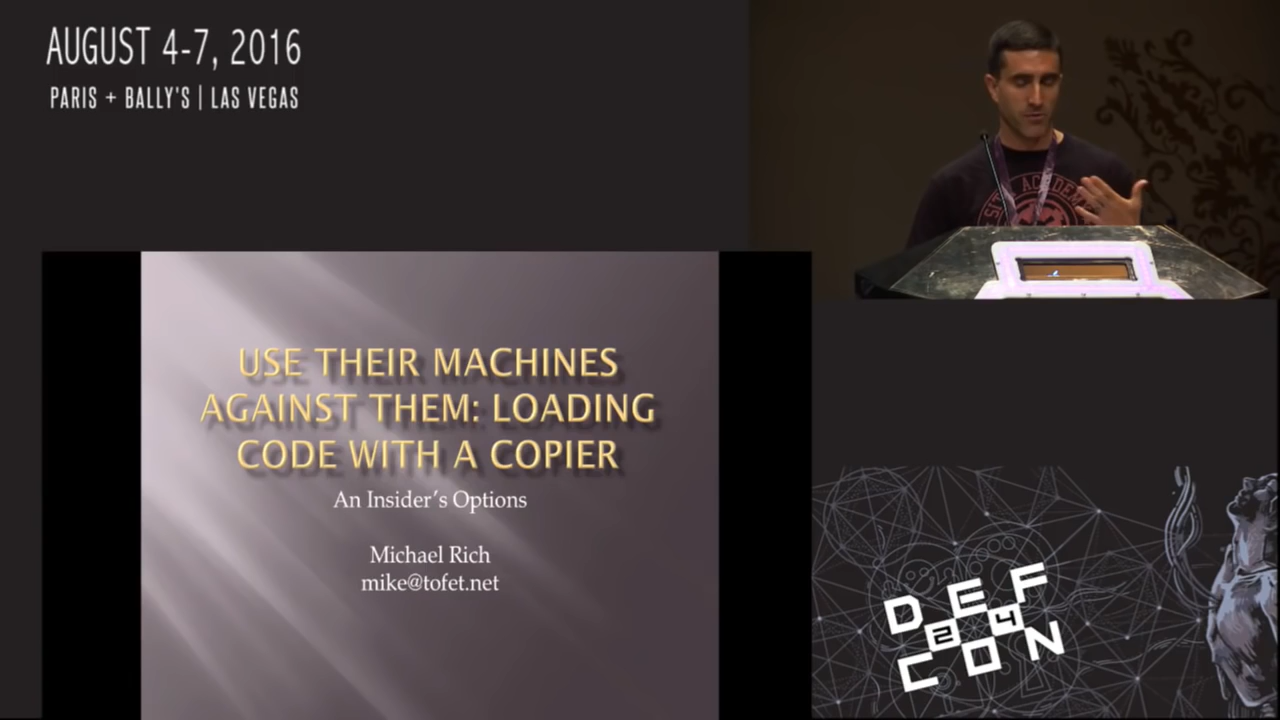 AUGUST 4-7, 2016
PARIS + BALLY'S | LAS VEGAS
USE THEIR MACHINES
AGAINST THEM: LOADING
CODE WITH A COPIER
An Insider's Options
Michael Rich
mike@tofet.net
DEF
24
CON